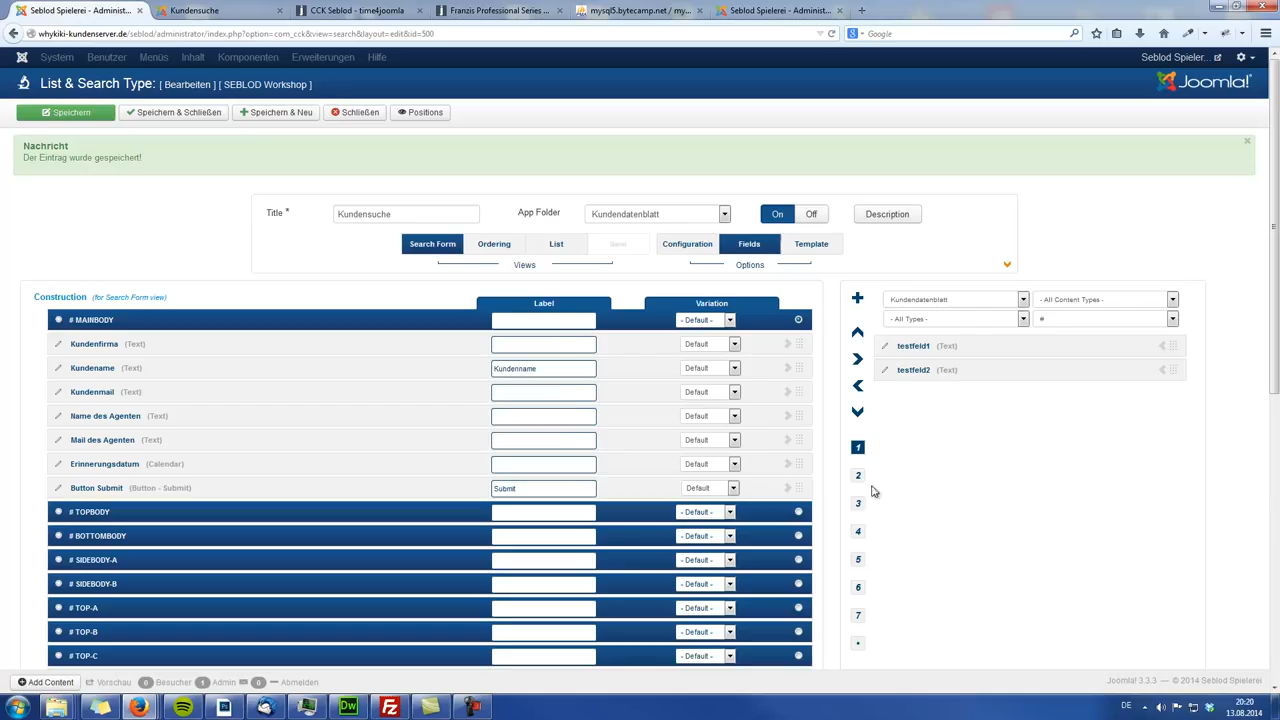 Seblod Spielerei - Administ...
Kundensuche
CCK Seblod - time4joomla
Franzis Professional Series ...
mysql5.bytecamp.net / my...
Seblod Spielerei - Administ...
whykiki-kundenserver.de/seblod/administrator/index.php?option=com_cck&view=search&layout=edit&id=500
Google
System Benutzer Menüs Inhalt Komponenten Erweiterungen Hilfe
Seblod Spieler...
List & Search Type: [ Bearbeiten ] [ SEBLOD Workshop ]
Joomla!
Speichern
Speichern & Schließen
Speichern & Neu
Schließen
Positions
Nachricht
Der Eintrag wurde gespeichert!
Title *
Kundensuche
App Folder
Kundendatenblatt
On Off
Description
Search Form Ordering List
Configuration Fields Template
Views
Options
Construction (for Search Form view)
Label
Variation
# MAINBODY
- Default -
Kundenfirma (Text)
Default
Kundename (Text)
Kundenname
Default
Kundenmail (Text)
Default
Name des Agenten (Text)
Default
Mail des Agenten (Text)
Default
Erinnerungsdatum (Calendar)
Default
Button Submit (Button - Submit)
Submit
Default
# TOPBODY
- Default -
# BOTTOMBODY
- Default -
# SIDEBODY-A
- Default -
# SIDEBODY-B
- Default -
# TOP-A
- Default -
# TOP-B
- Default -
# TOP-C
- Default -
Kundendatenblatt
- All Content Types -
- All Types -
#
testfeld1 (Text)
testfeld2 (Text)
1
2
3
4
5
6
7
Add Content
Vorschau
0 Besucher
1 Admin
0
Abmelden
Joomla! 3.3.3 — © 2014 Seblod Spielerei
Dw
Fz
DE
20:20
13.08.2014